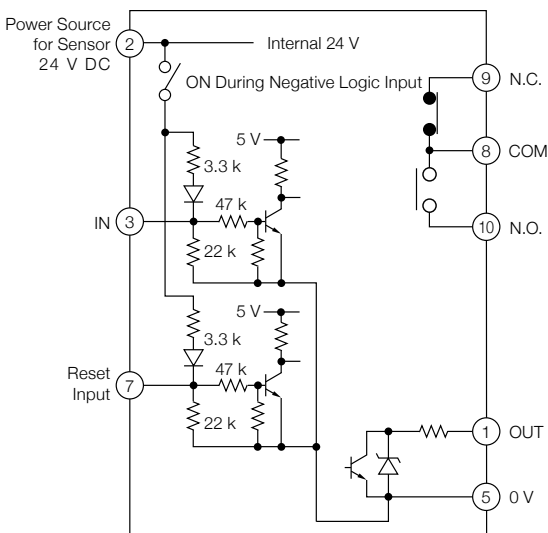 Power Source
for Sensor
24 V DC
2
Internal 24 V
ON During Negative Logic Input
9
N.C.
8
COM
10
N.O.
5 V
3.3 k
47 k
IN
3
22 k
5 V
3.3 k
47 k
Reset
Input
7
22 k
1
OUT
5
0 V